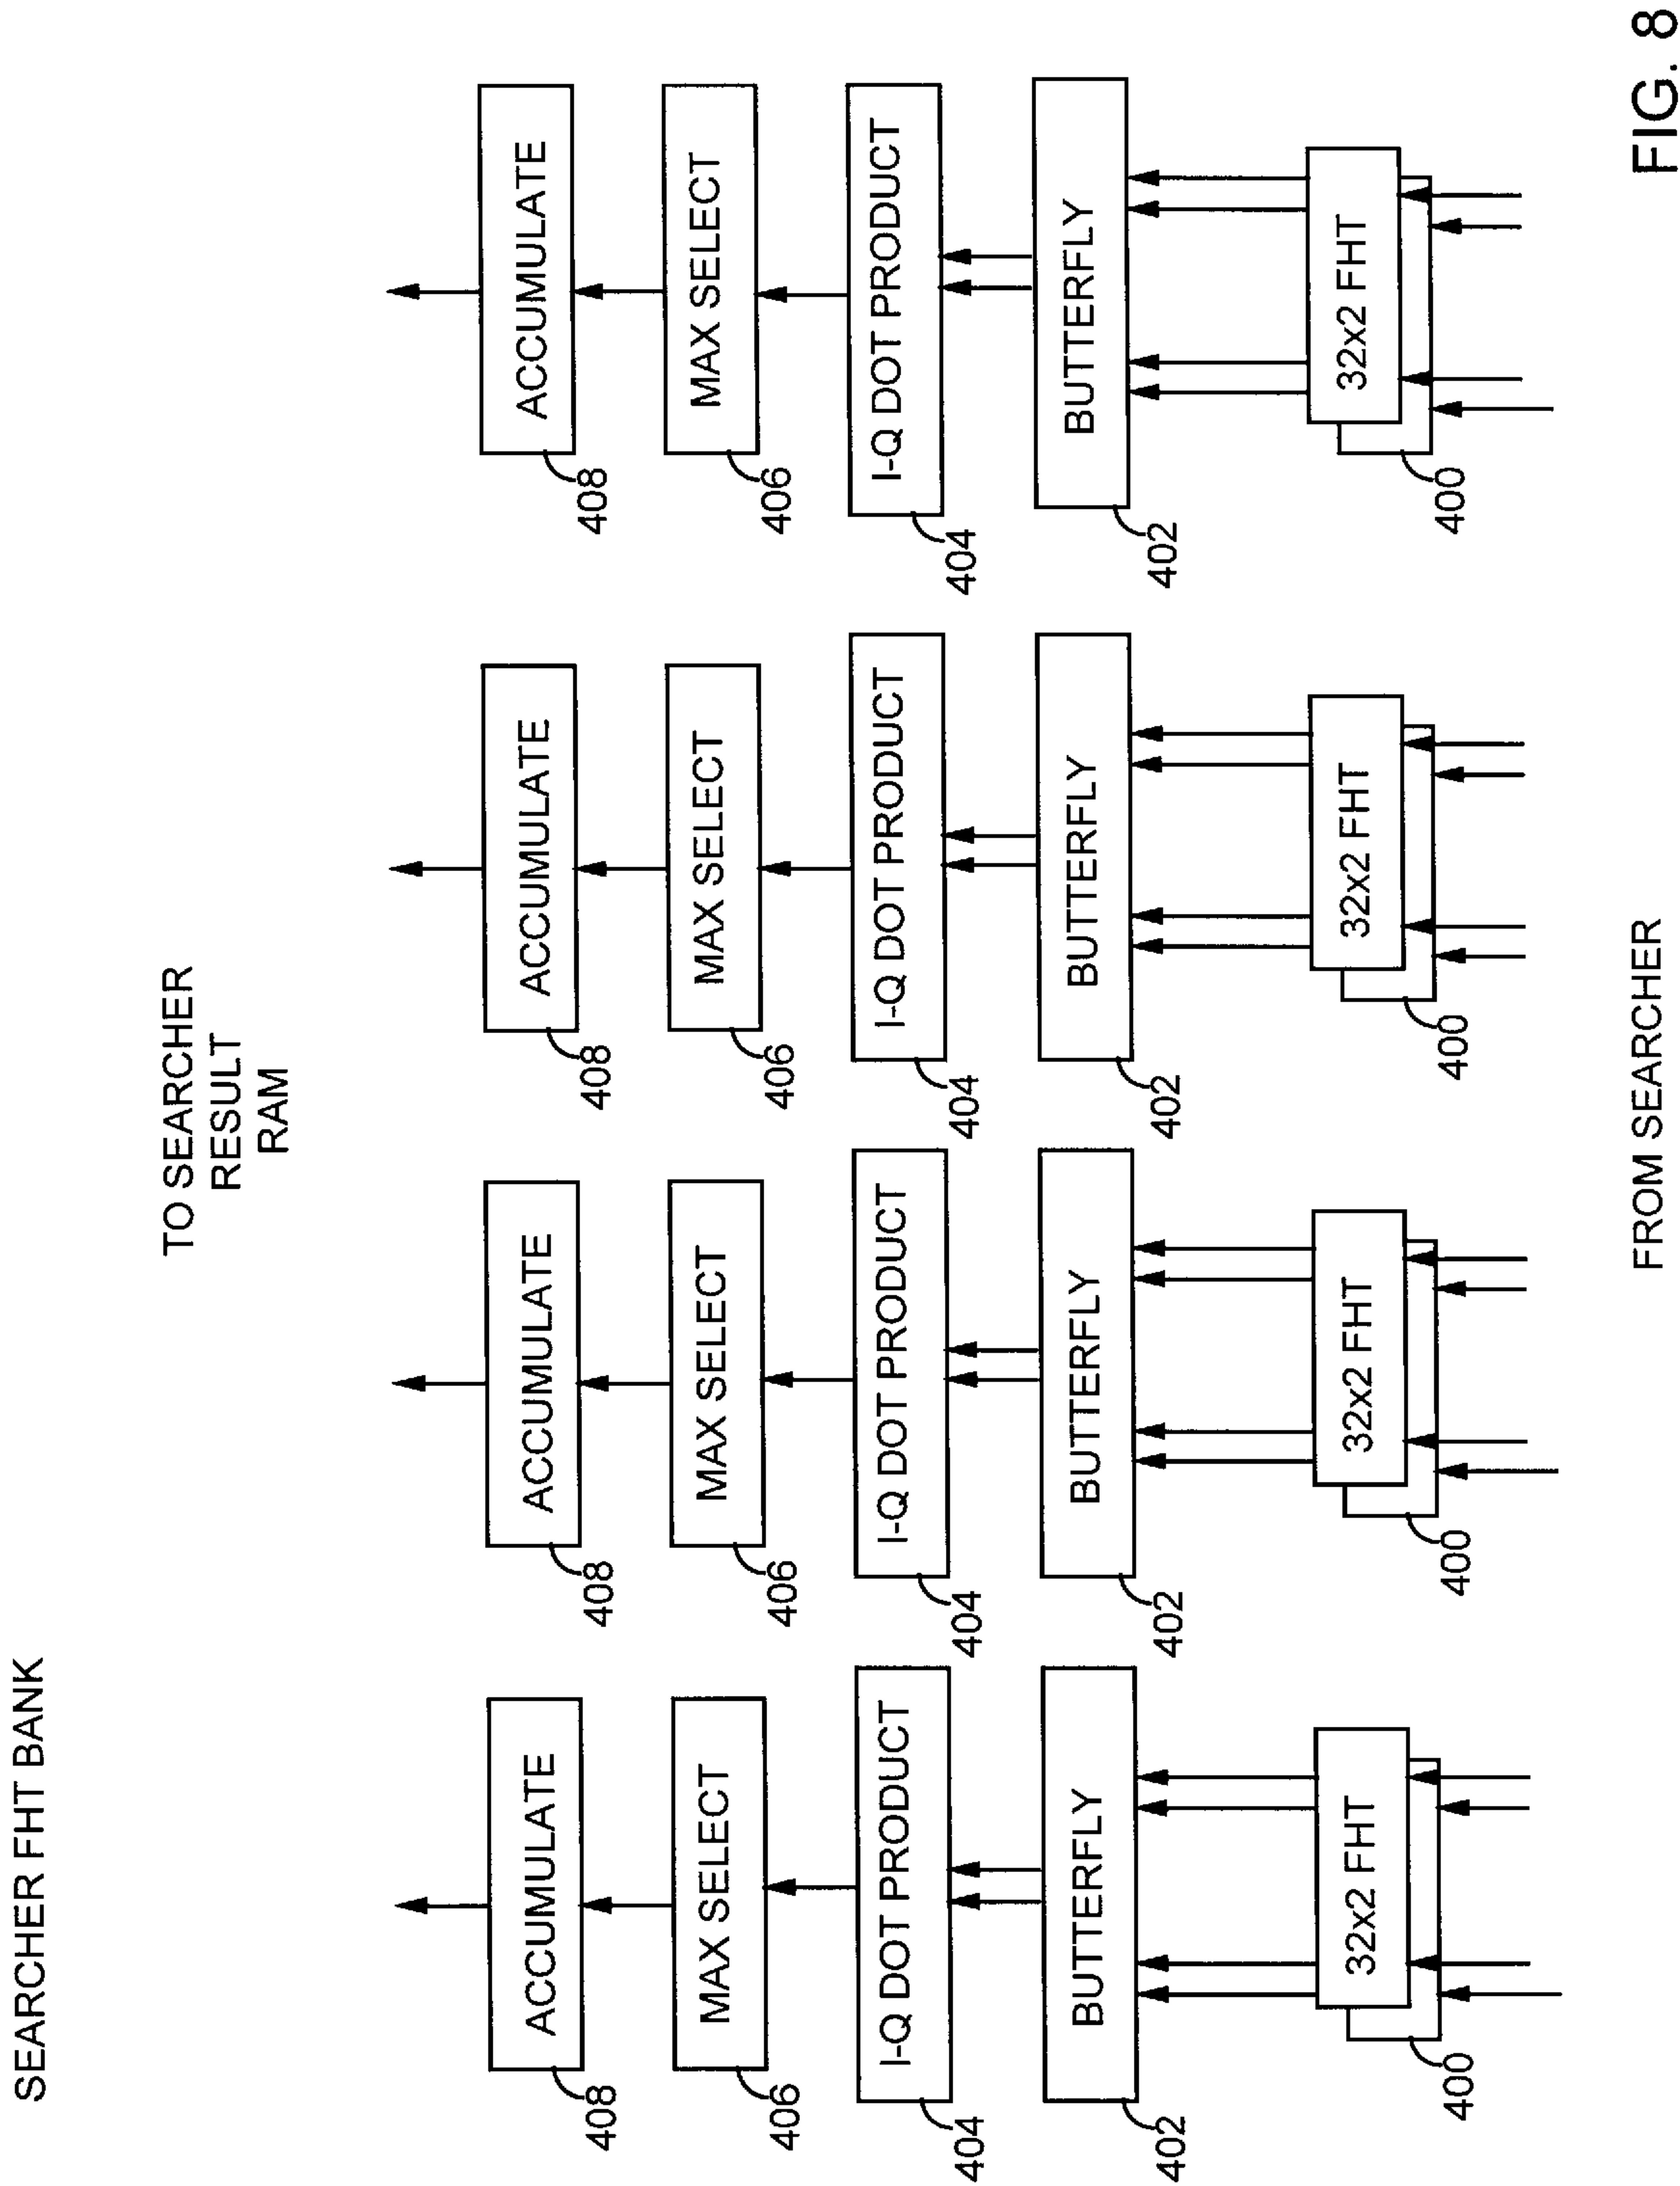 SEARCHER FHT BANK
TO SEARCHER
RESULT
RAM
ACCUMULATE
408
MAX SELECT
406
I-Q DOT PRODUCT
404
BUTTERFLY
402
32x2 FHT
400
ACCUMULATE
408
MAX SELECT
406
I-Q DOT PRODUCT
404
BUTTERFLY
402
32x2 FHT
400
ACCUMULATE
408
MAX SELECT
406
I-Q DOT PRODUCT
404
BUTTERFLY
402
32x2 FHT
400
ACCUMULATE
408
MAX SELECT
406
I-Q DOT PRODUCT
404
BUTTERFLY
402
32x2 FHT
400
FROM SEARCHER
FIG. 8